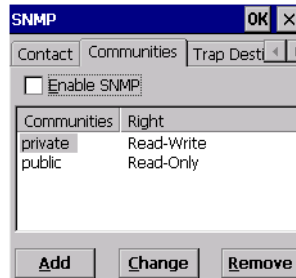 SNMP OK ×
Contact Communities Trap Desti
Enable SNMP
Communities Right
private Read-Write
public Read-Only
Add Change Remove